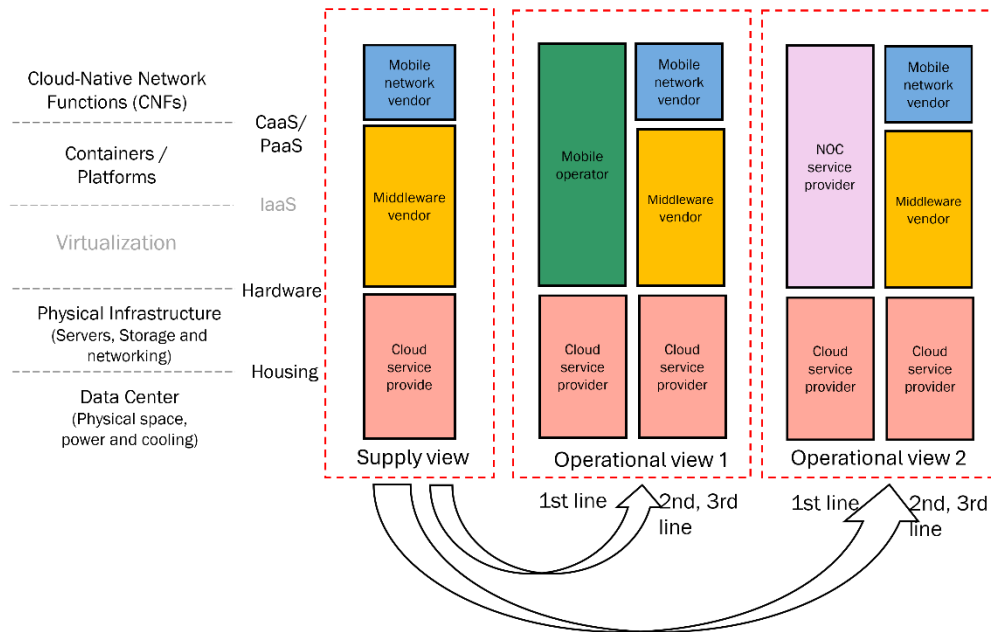 Cloud-Native Network
Functions (CNFs)
Containers /
Platforms
Virtualization
Physical Infrastructure
(Servers, Storage and
networking)
Data Center
(Physical space,
power and cooling)
CaaS/
PaaS
IaaS
Hardware
Housing
Mobile
network
vendor
Middleware
vendor
Cloud
service
provide
Supply view
Mobile
operator
Cloud
service
provider
Mobile
network
vendor
Middleware
vendor
Cloud
service
provider
Operational view 1
1st line
2nd, 3rd
line
NOC
service
provider
Cloud
service
provider
Mobile
network
vendor
Middleware
vendor
Cloud
service
provider
Operational view 2
1st line
2nd, 3rd
line